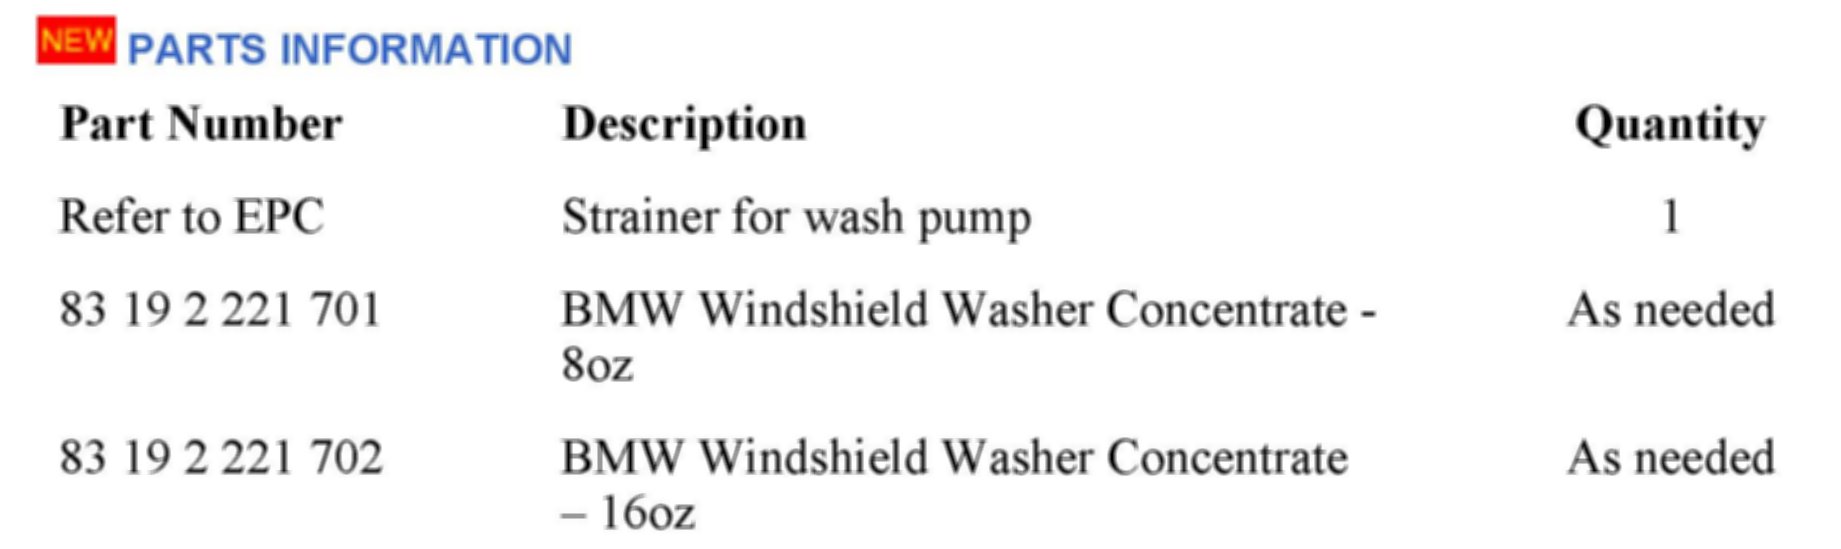 NEW PARTS INFORMATION
Part Number Description Quantity
Refer to EPC Strainer for wash pump 1
83 19 2 221 701 BMW Windshield Washer Concentrate - As needed
8oz
83 19 2 221 702 BMW Windshield Washer Concentrate As needed
– 16oz